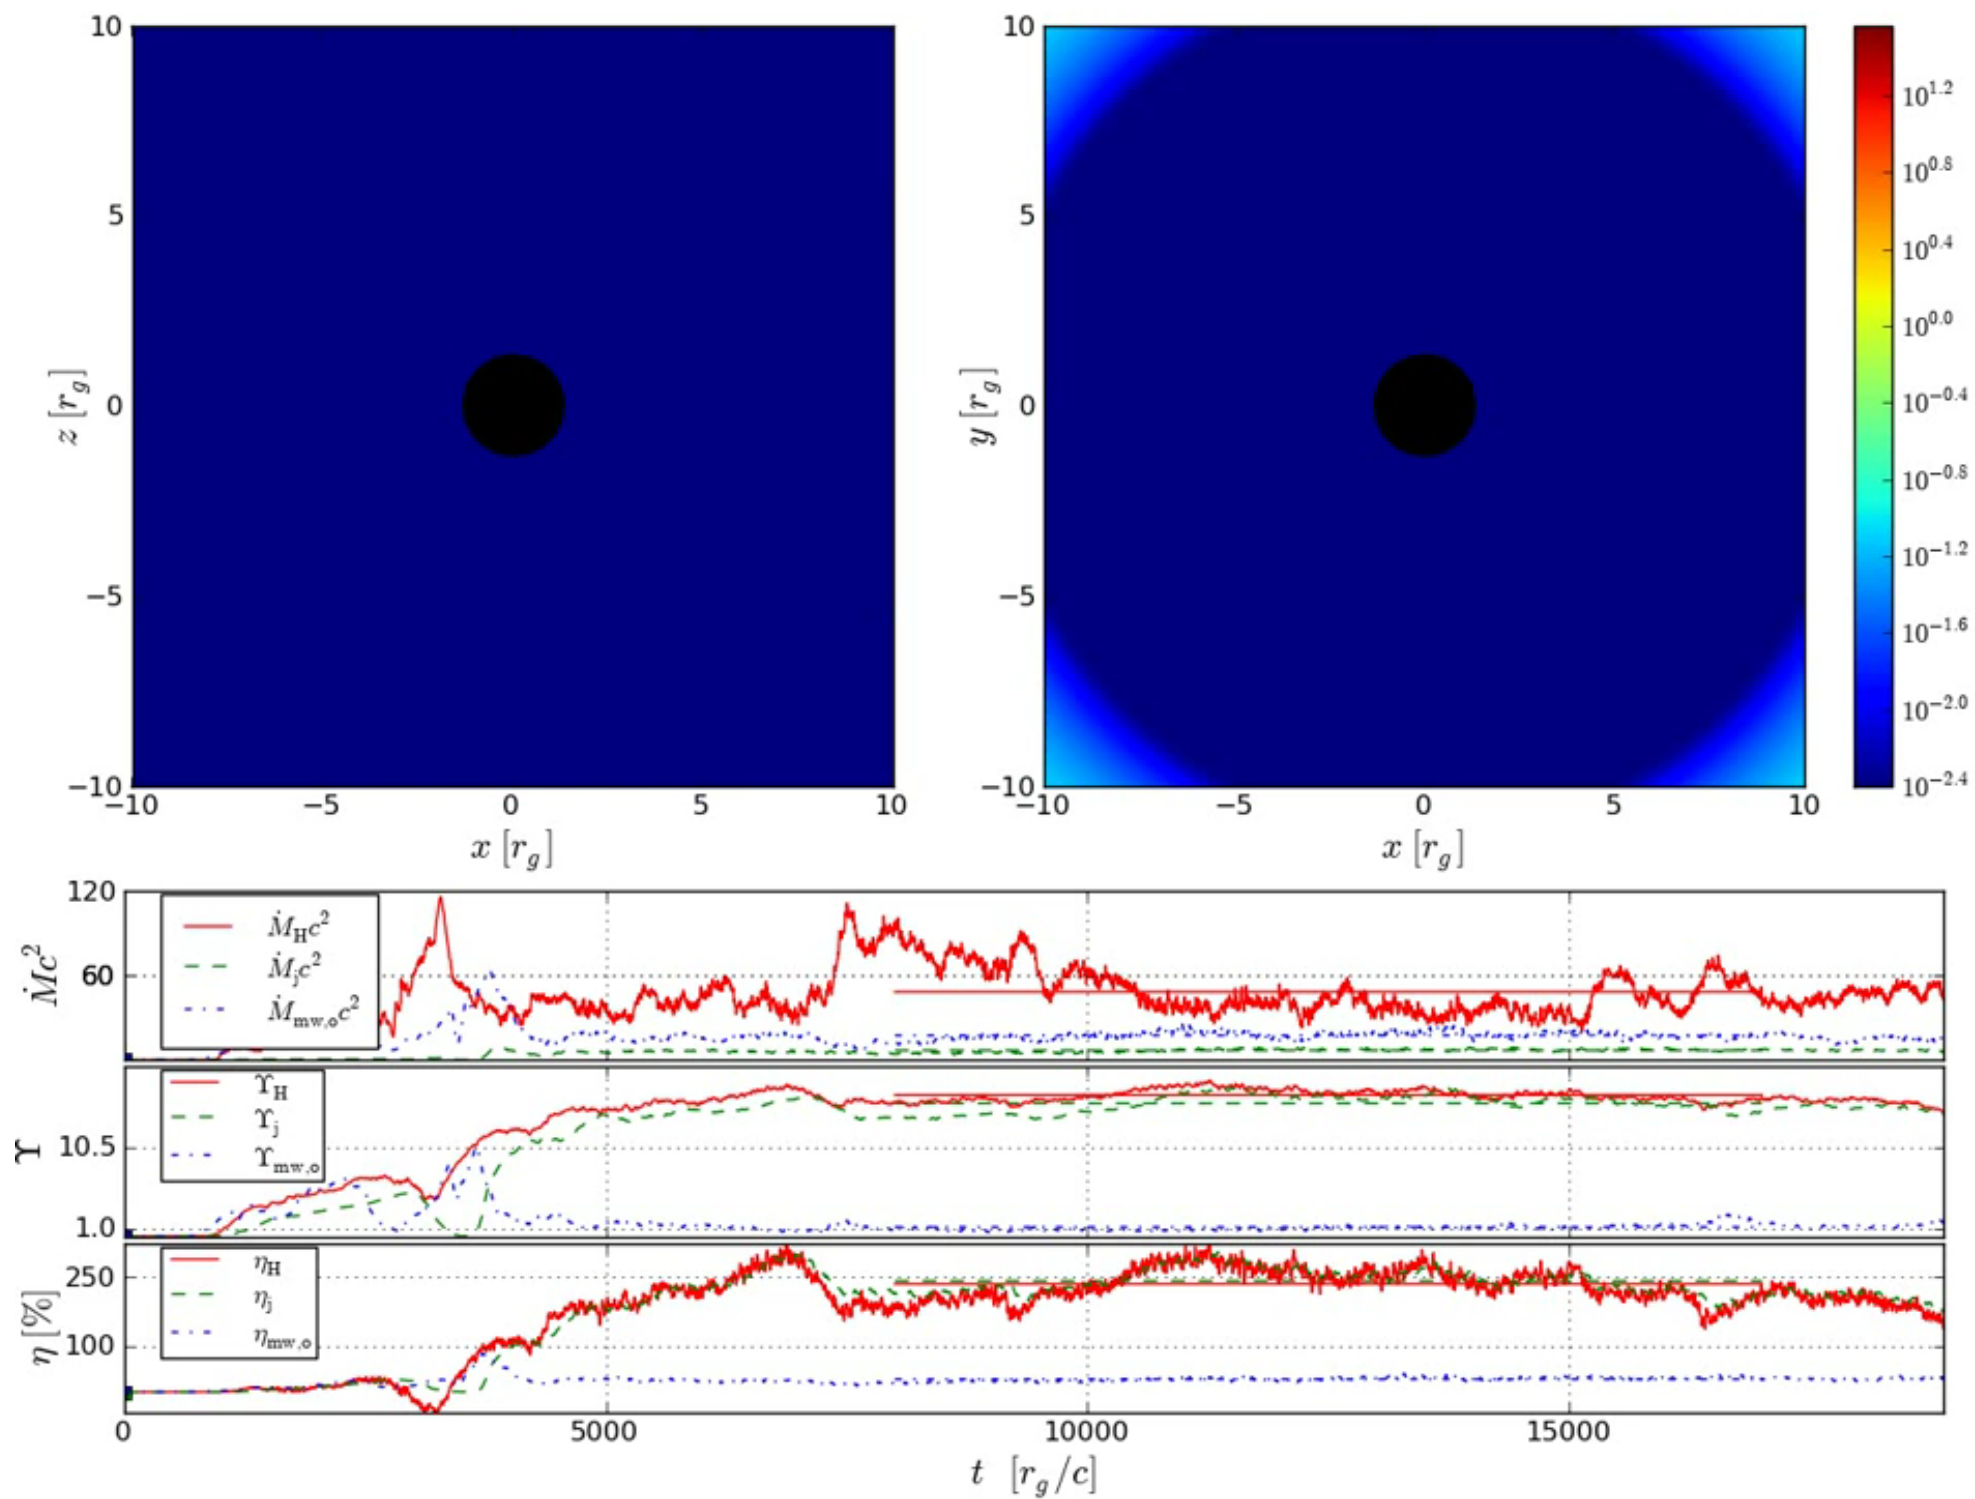 10
5
0
−5
−10
z [r_g]
−10 −5 0 5 10
x [r_g]
10
5
0
−5
−10
y [r_g]
−10 −5 0 5 10
x [r_g]
10^1.2
10^0.8
10^0.6
10^0.4
10^0.0
10^−0.4
10^−0.8
10^−1.2
10^−1.6
10^−2.0
10^−2.4
120
60
Ṁc²
Ṁ_H c²
Ṁ_j c²
Ṁ_mw,o c²
10.5
1.0
ϒ
ϒ_H
ϒ_j
ϒ_mw,o
250
100
η [%]
η_H
η_j
η_mw,o
0 5000 10000 15000
t [r_g/c]